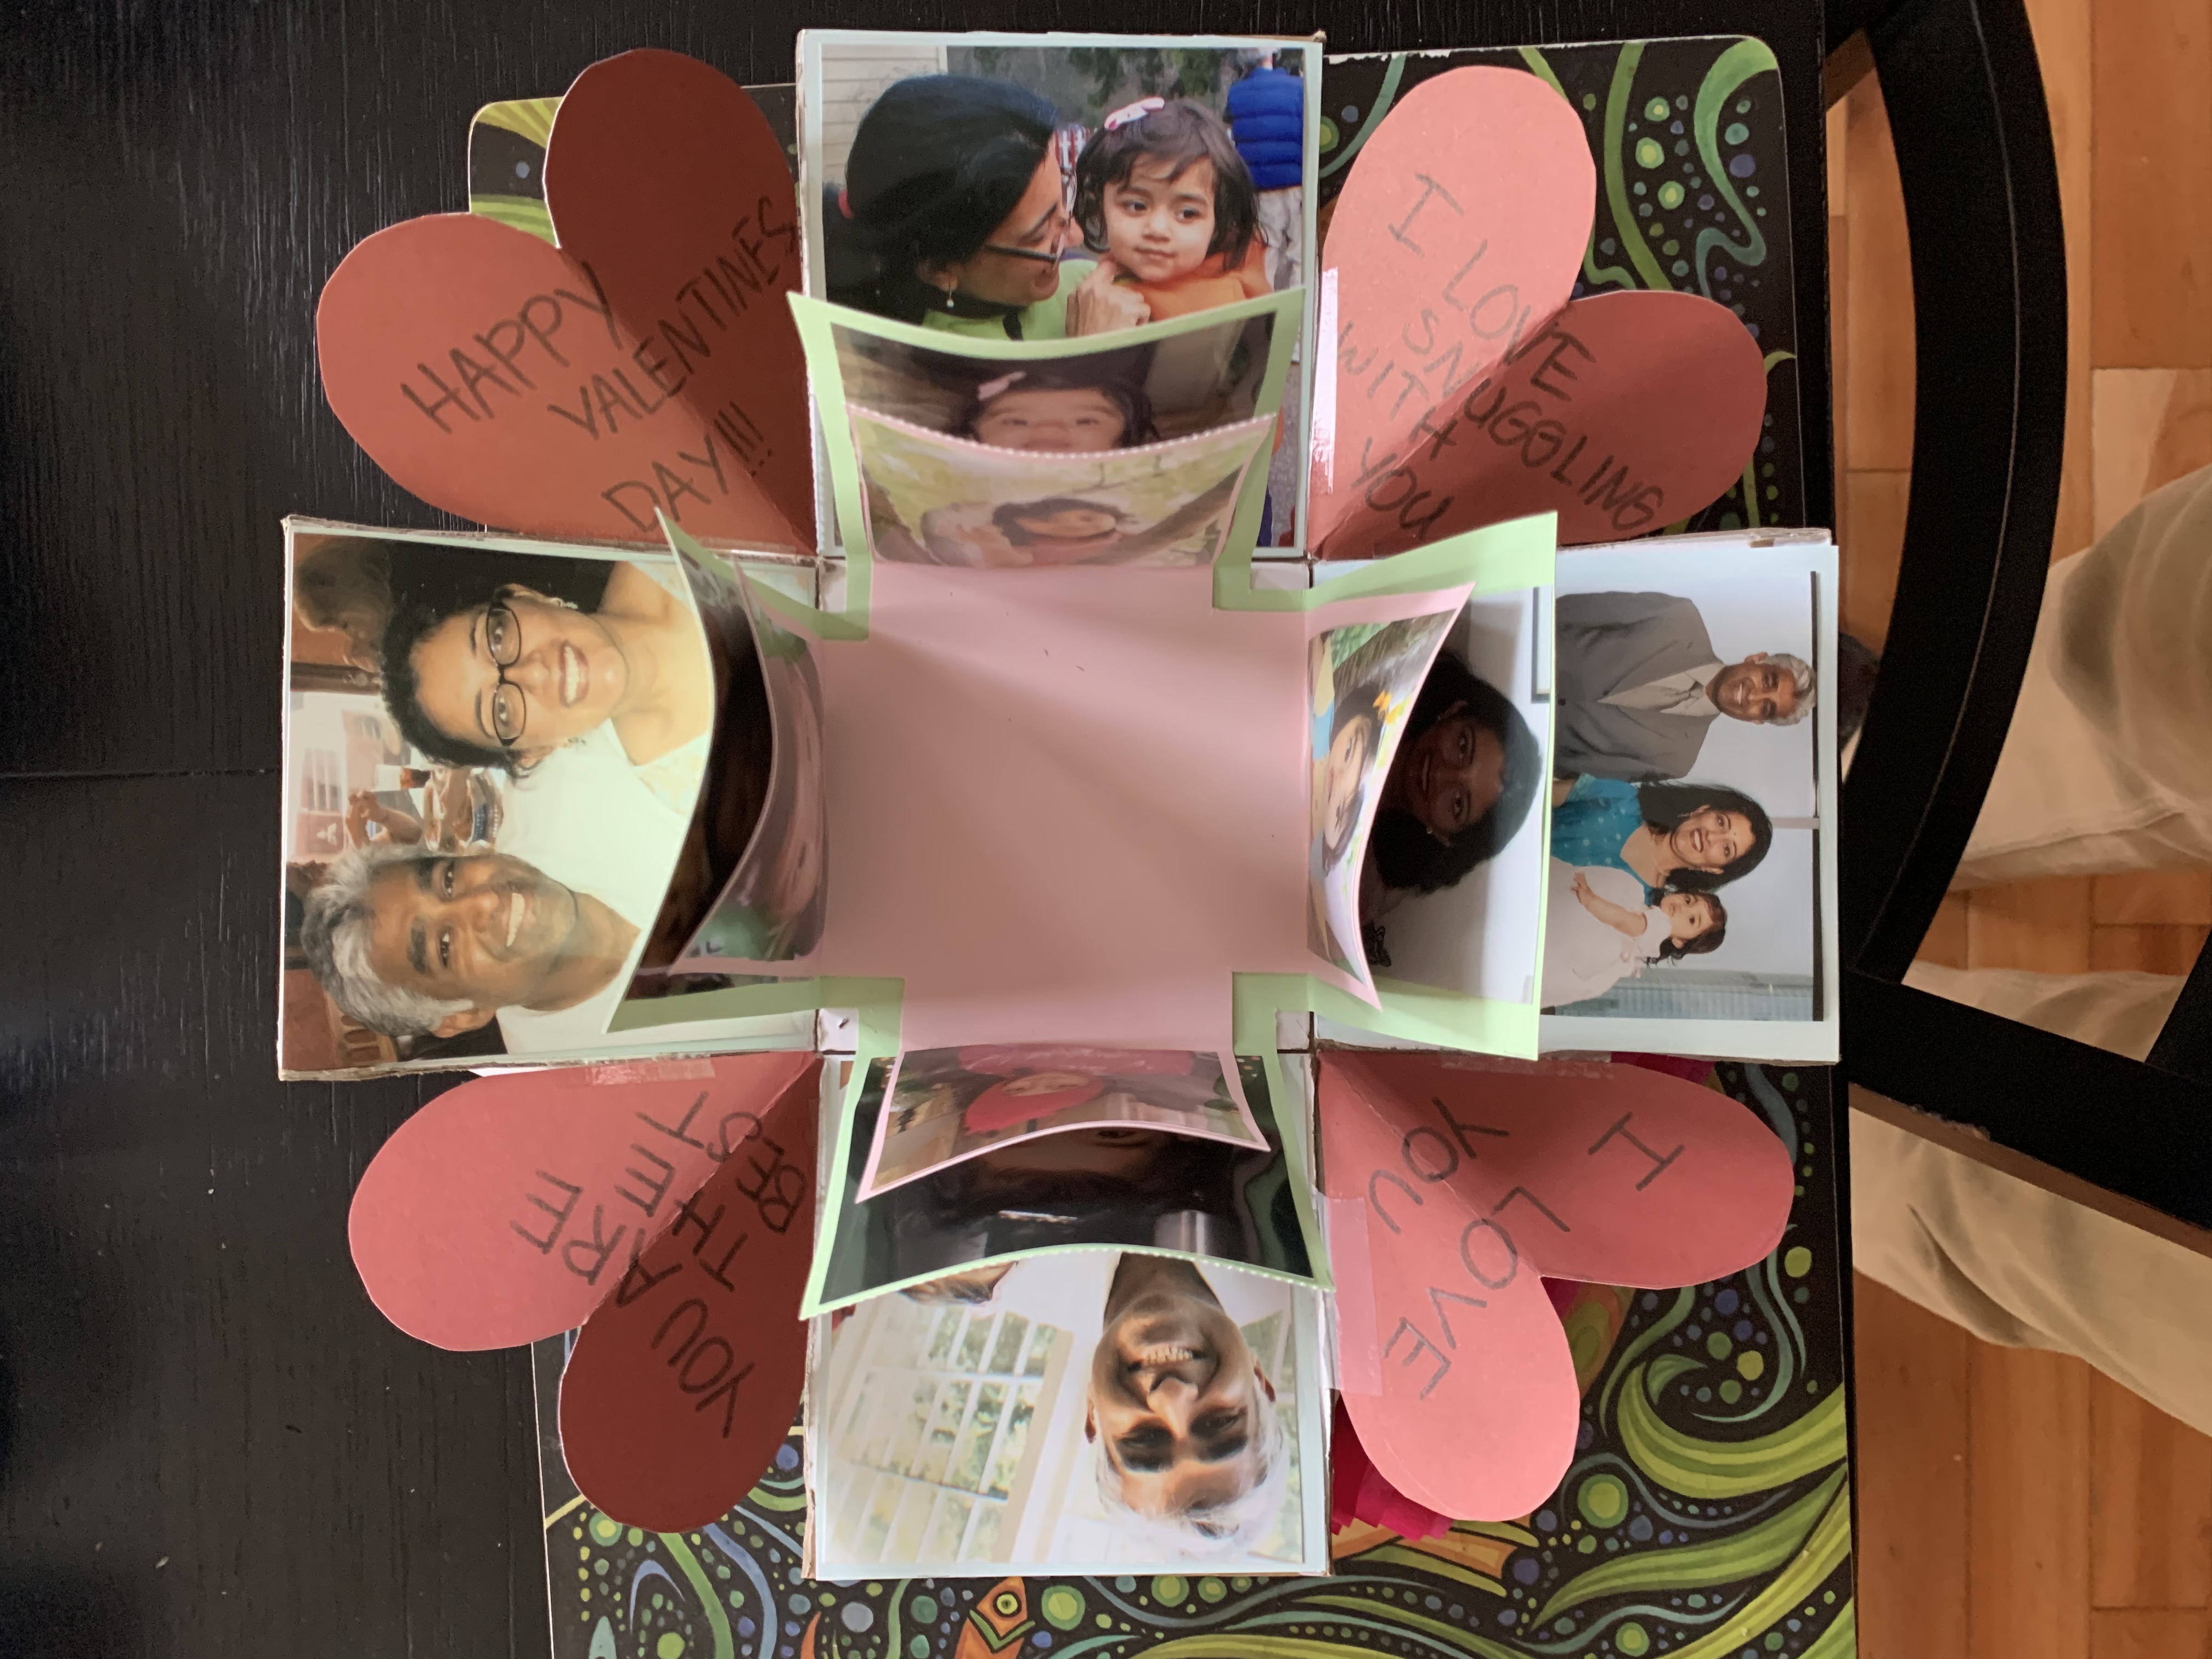 YOU ARE
THE
BEST
HAPPY
VALENTINES
DAY!!!
I LOVE
YOU
I LOVE
SNUGGLING
WITH
YOU